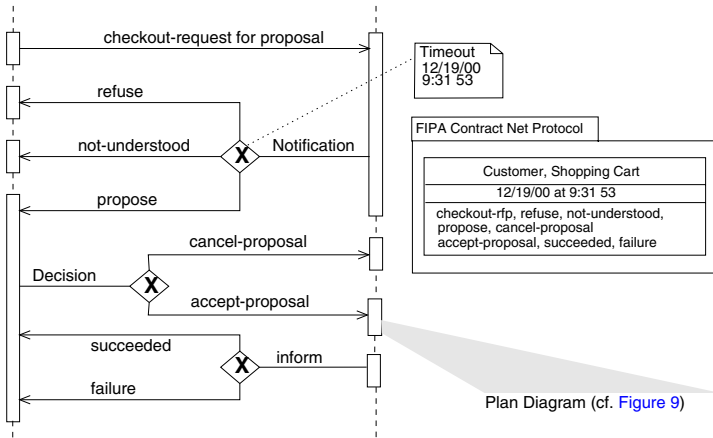 checkout-request for proposal
Timeout
12/19/00
9:31 53
refuse
FIPA Contract Net Protocol
not-understood
X
Notification
Customer, Shopping Cart
12/19/00 at 9:31 53
propose
checkout-rfp, refuse, not-understood,
propose, cancel-proposal
accept-proposal, succeeded, failure
cancel-proposal
Decision
X
accept-proposal
succeeded
X
inform
failure
Plan Diagram (cf. Figure 9)